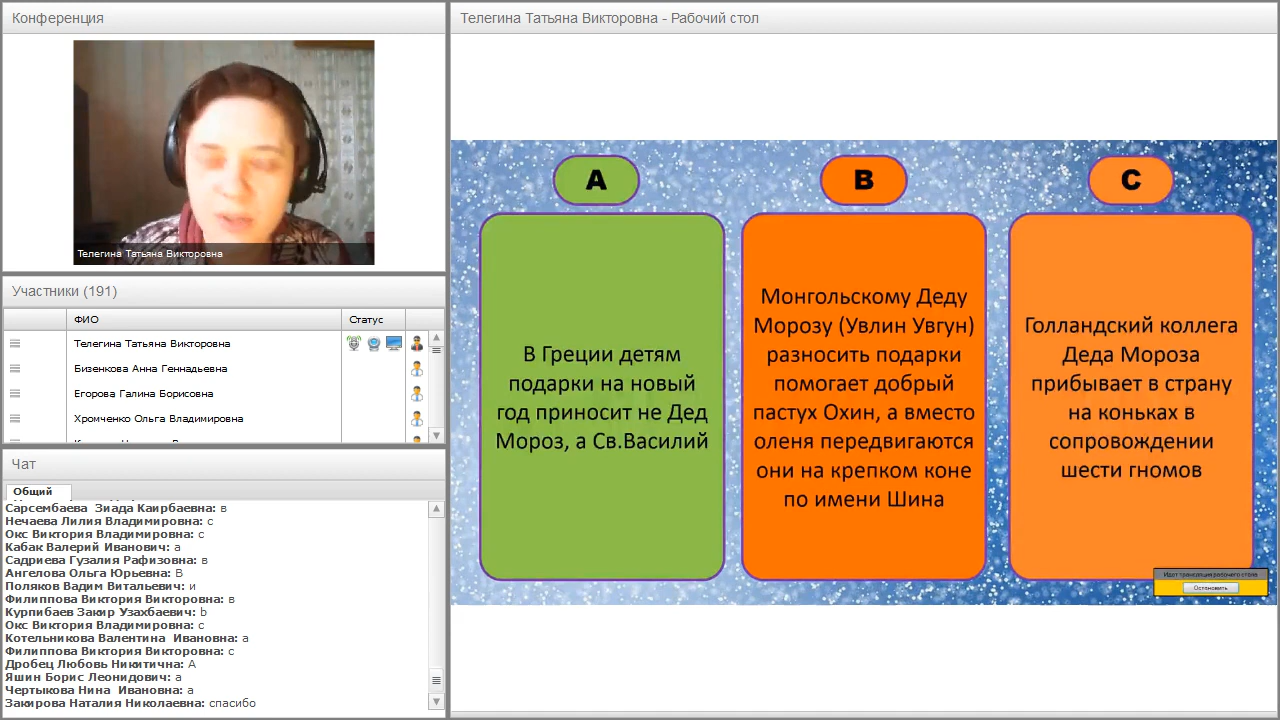 Конференция
Телегина Татьяна Викторовна
Участники (191)
ФИО
Статус
Телегина Татьяна Викторовна
Бизенкова Анна Геннадьевна
Егорова Галина Борисовна
Хромченко Ольга Владимировна
Чат
Общий
Сарсембаева Зиада Каирбаевна: в
Нечаева Лилия Владимировна: с
Окс Виктория Владимировна: с
Кабак Валерий Иванович: а
Садриева Гузалия Рафизовна: в
Ангелова Ольга Юрьевна: В
Поляков Вадим Витальевич: и
Филиппова Виктория Викторовна: в
Курпибаев Закир Узахбаевич: b
Окс Виктория Владимировна: с
Котельникова Валентина Ивановна: а
Филиппова Виктория Викторовна: с
Дробец Любовь Никитична: А
Яшин Борис Леонидович: а
Чертыкова Нина Ивановна: а
Закирова Наталия Николаевна: спасибо
Телегина Татьяна Викторовна - Рабочий стол
A
В Греции детям
подарки на новый
год приносит не Дед
Мороз, а Св.Василий
B
Монгольскому Деду
Морозу (Увлин Увгун)
разносить подарки
помогает добрый
пастух Охин, а вместо
оленя передвигаются
они на крепком коне
по имени Шина
C
Голландский коллега
Деда Мороза
прибывает в страну
на коньках в
сопровождении
шести гномов
Идет трансляция рабочего стола
Остановить